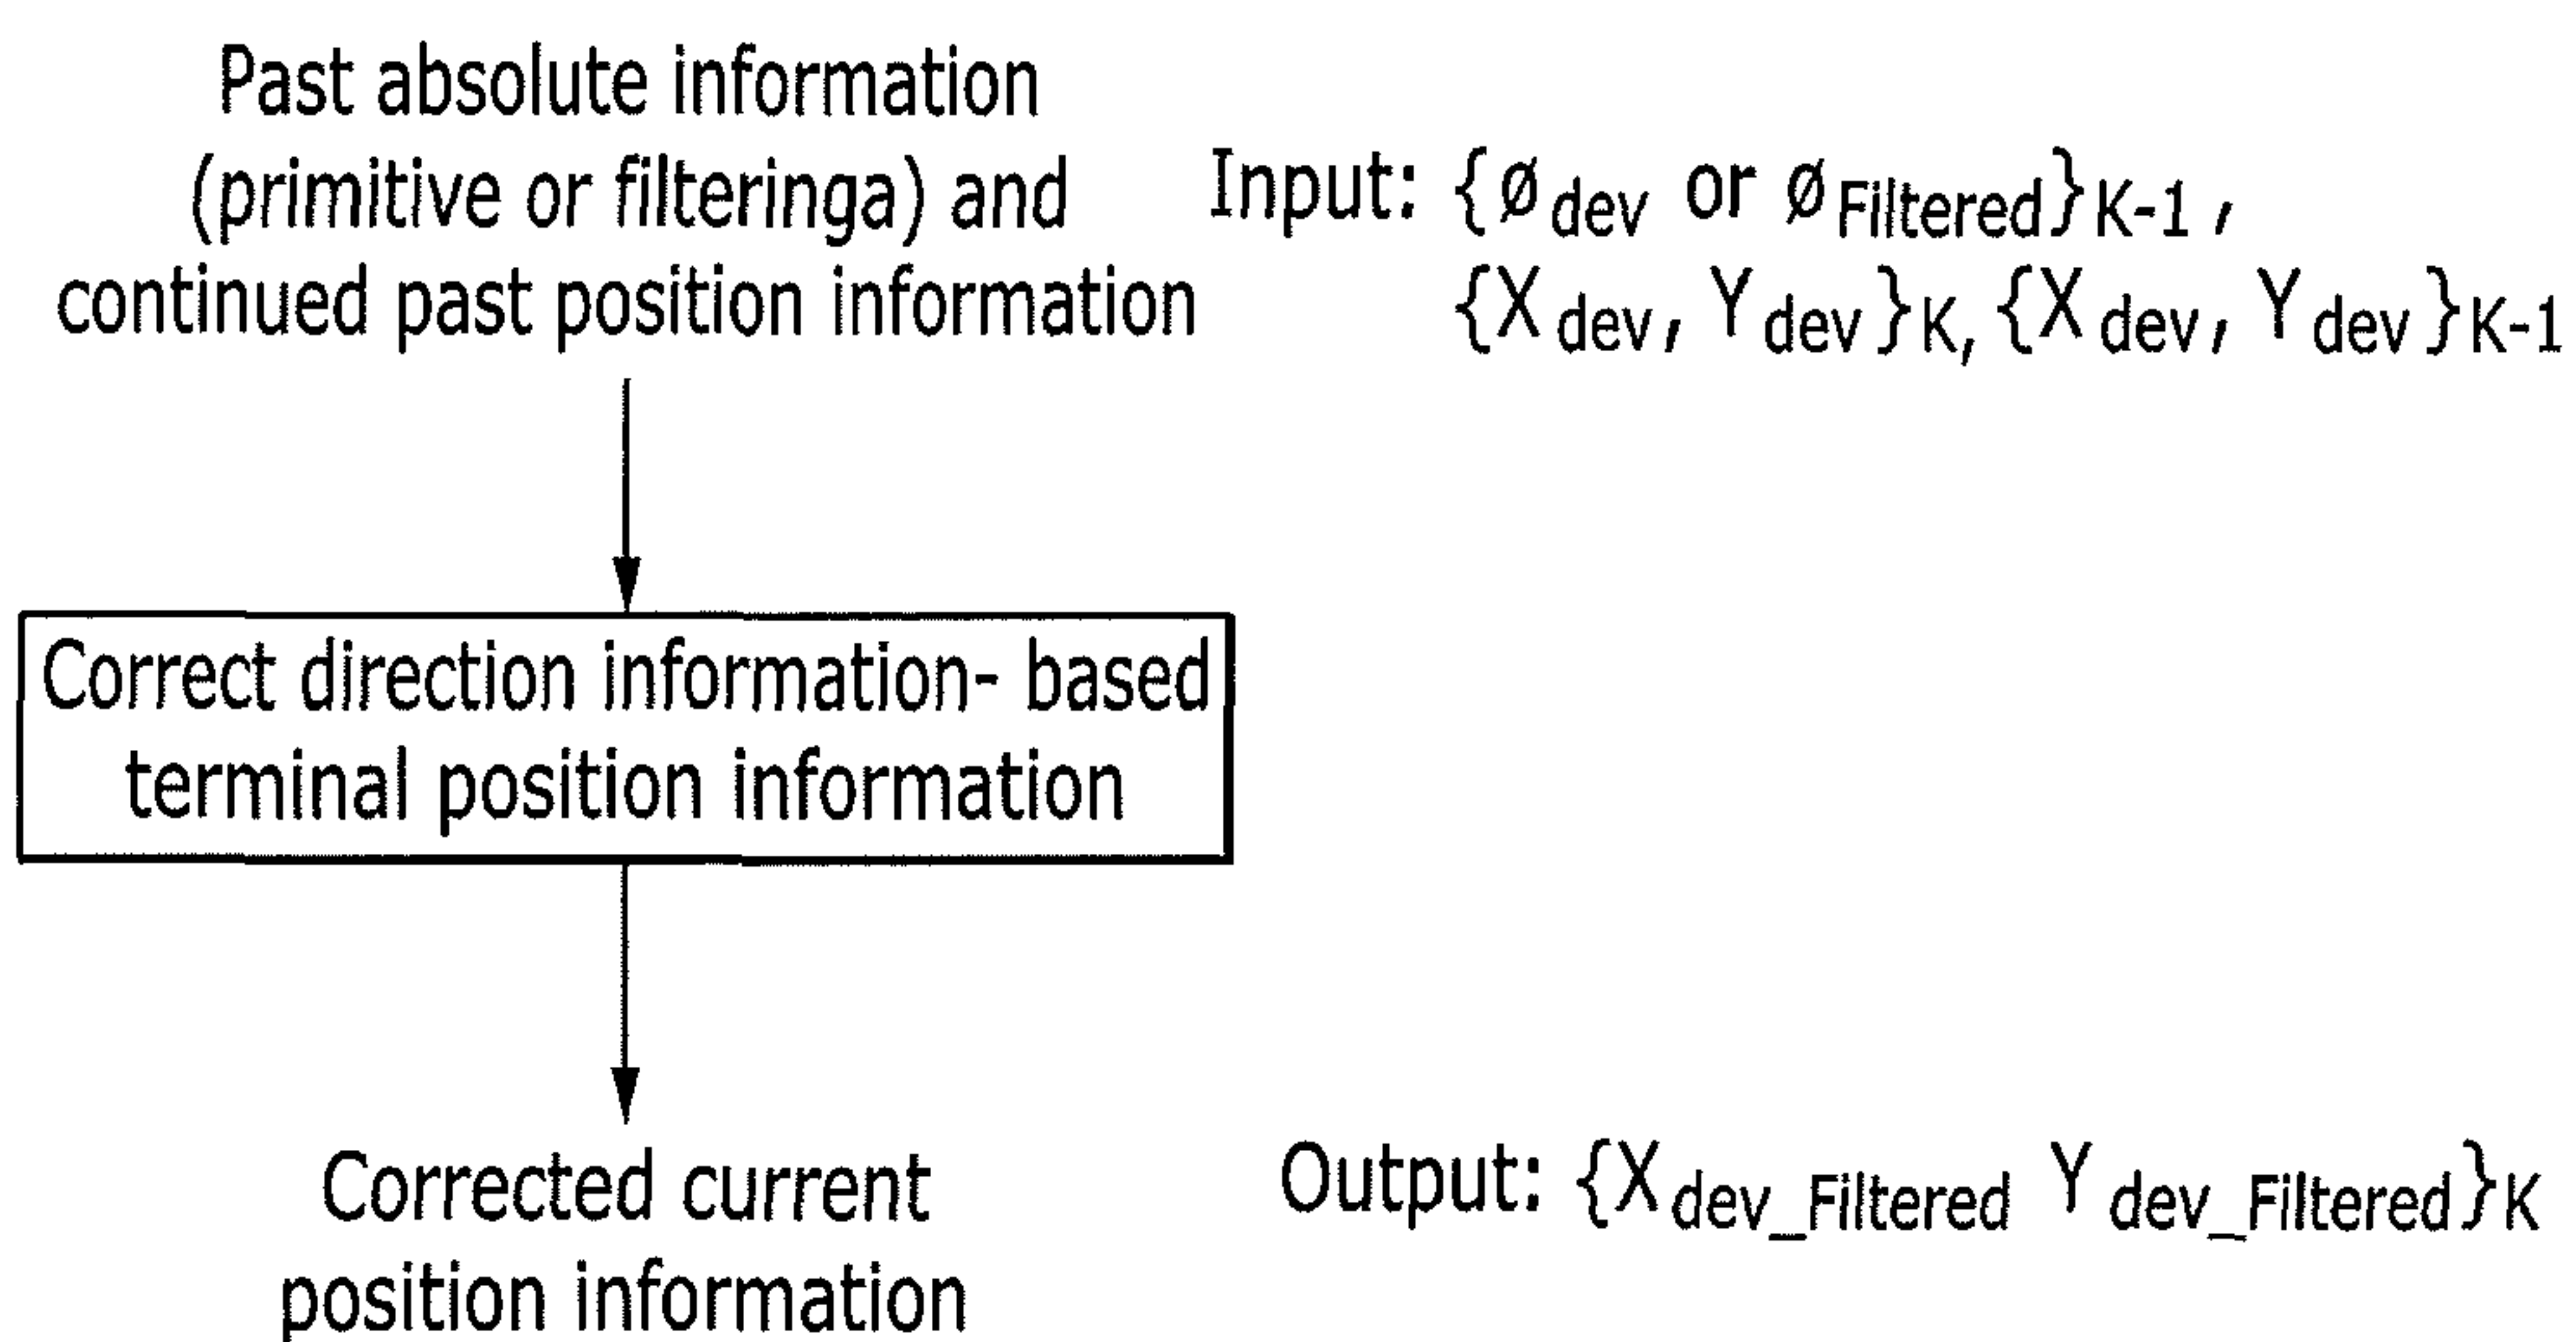 Past absolute information
(primitive or filteringa) and
continued past position information
Input: {ø dev or ø Filtered}K-1 ,
{X dev, Y dev}K, {X dev, Y dev}K-1
Correct direction information- based
terminal position information
Corrected current
position information
Output: {X dev_Filtered Y dev_Filtered}K